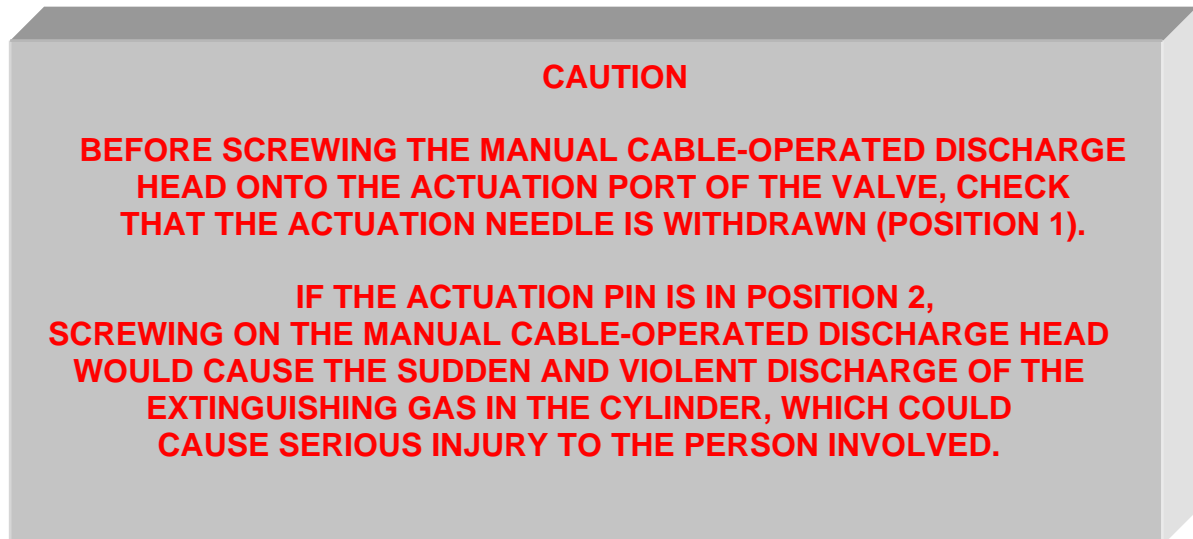 CAUTION
BEFORE SCREWING THE MANUAL CABLE-OPERATED DISCHARGE
HEAD ONTO THE ACTUATION PORT OF THE VALVE, CHECK
THAT THE ACTUATION NEEDLE IS WITHDRAWN (POSITION 1).
IF THE ACTUATION PIN IS IN POSITION 2,
SCREWING ON THE MANUAL CABLE-OPERATED DISCHARGE HEAD
WOULD CAUSE THE SUDDEN AND VIOLENT DISCHARGE OF THE
EXTINGUISHING GAS IN THE CYLINDER, WHICH COULD
CAUSE SERIOUS INJURY TO THE PERSON INVOLVED.